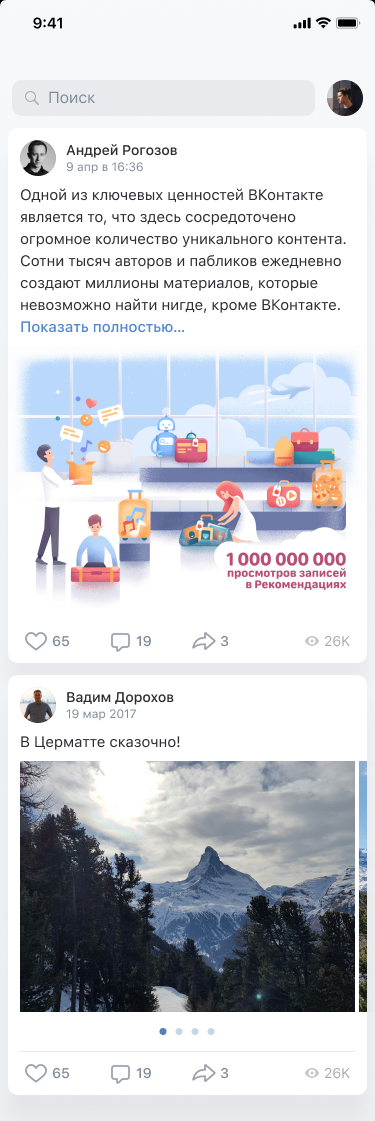 9:41
Поиск
Андрей Рогозов
9 апр в 16:36
Одной из ключевых ценностей ВКонтакте
является то, что здесь сосредоточено
огромное количество уникального контента.
Сотни тысяч авторов и пабликов ежедневно
создают миллионы материалов, которые
невозможно найти нигде, кроме ВКонтакте.
Показать полностью...
1 000 000 000
просмотров записей
в Рекомендациях
65 19 3 26K
Вадим Дорохов
19 мар 2017
В Церматте сказочно!
65 19 3 26K